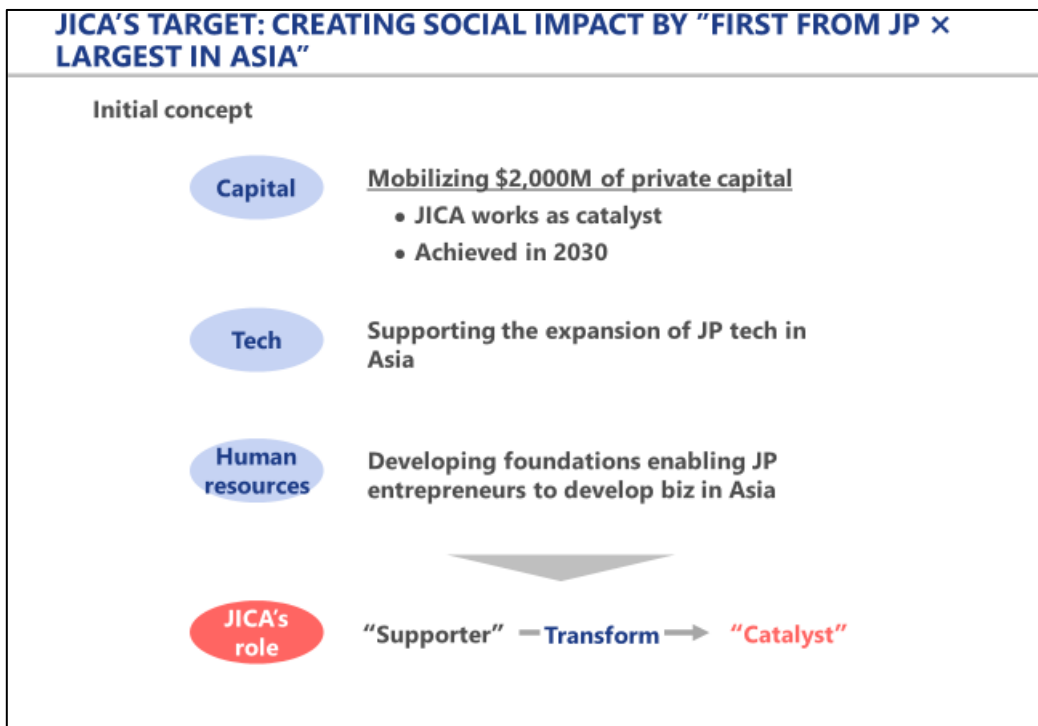 JICA'S TARGET: CREATING SOCIAL IMPACT BY "FIRST FROM JP ×
LARGEST IN ASIA"
Initial concept
Capital
Mobilizing $2,000M of private capital
• JICA works as catalyst
• Achieved in 2030
Tech
Supporting the expansion of JP tech in
Asia
Human
resources
Developing foundations enabling JP
entrepreneurs to develop biz in Asia
JICA's
role
"Supporter" Transform "Catalyst"